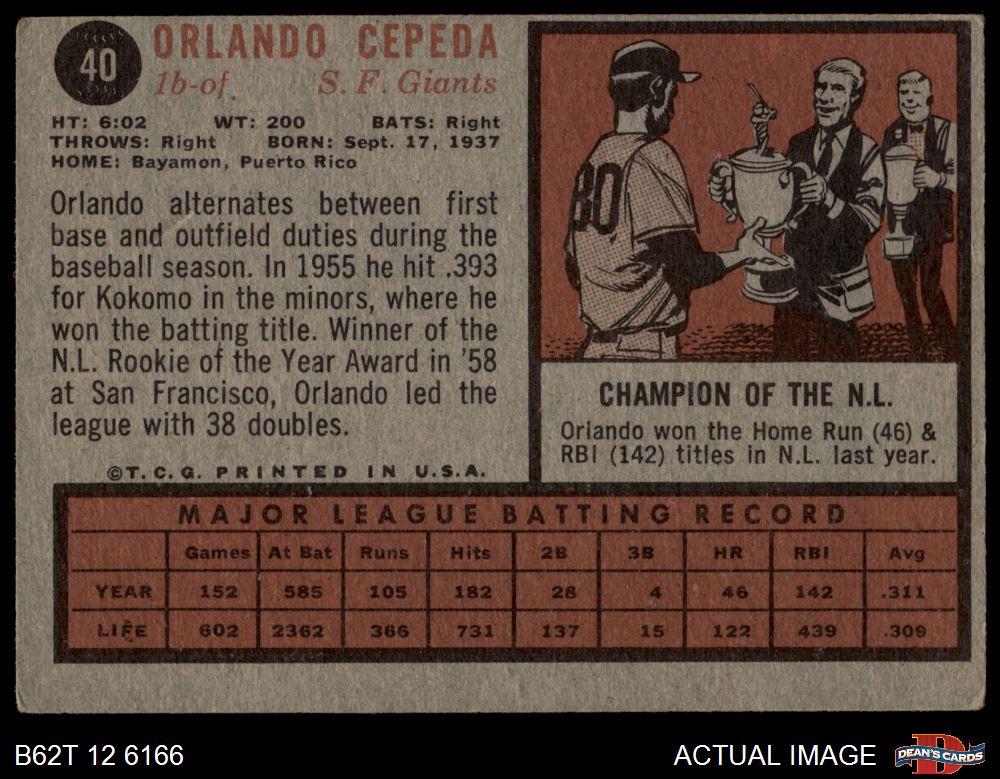 40
ORLANDO CEPEDA
1b-of S. F. Giants
HT: 6:02 WT: 200 BATS: Right
THROWS: Right BORN: Sept. 17, 1937
HOME: Bayamon, Puerto Rico
Orlando alternates between first
base and outfield duties during the
baseball season. In 1955 he hit .393
for Kokomo in the minors, where he
won the batting title. Winner of the
N.L. Rookie of the Year Award in '58
at San Francisco, Orlando led the
league with 38 doubles.
©T.C.G. PRINTED IN U.S.A.
80
CHAMPION OF THE N.L.
Orlando won the Home Run (46) &
RBI (142) titles in N.L. last year.
MAJOR LEAGUE BATTING RECORD
Games At Bat Runs Hits 2B 3B HR RBI Avg
YEAR 152 585 105 182 28 4 46 142 .311
LIFE 602 2362 366 731 137 15 122 439 .309
B62T 12 6166 ACTUAL IMAGE
DEAN'S CARDS